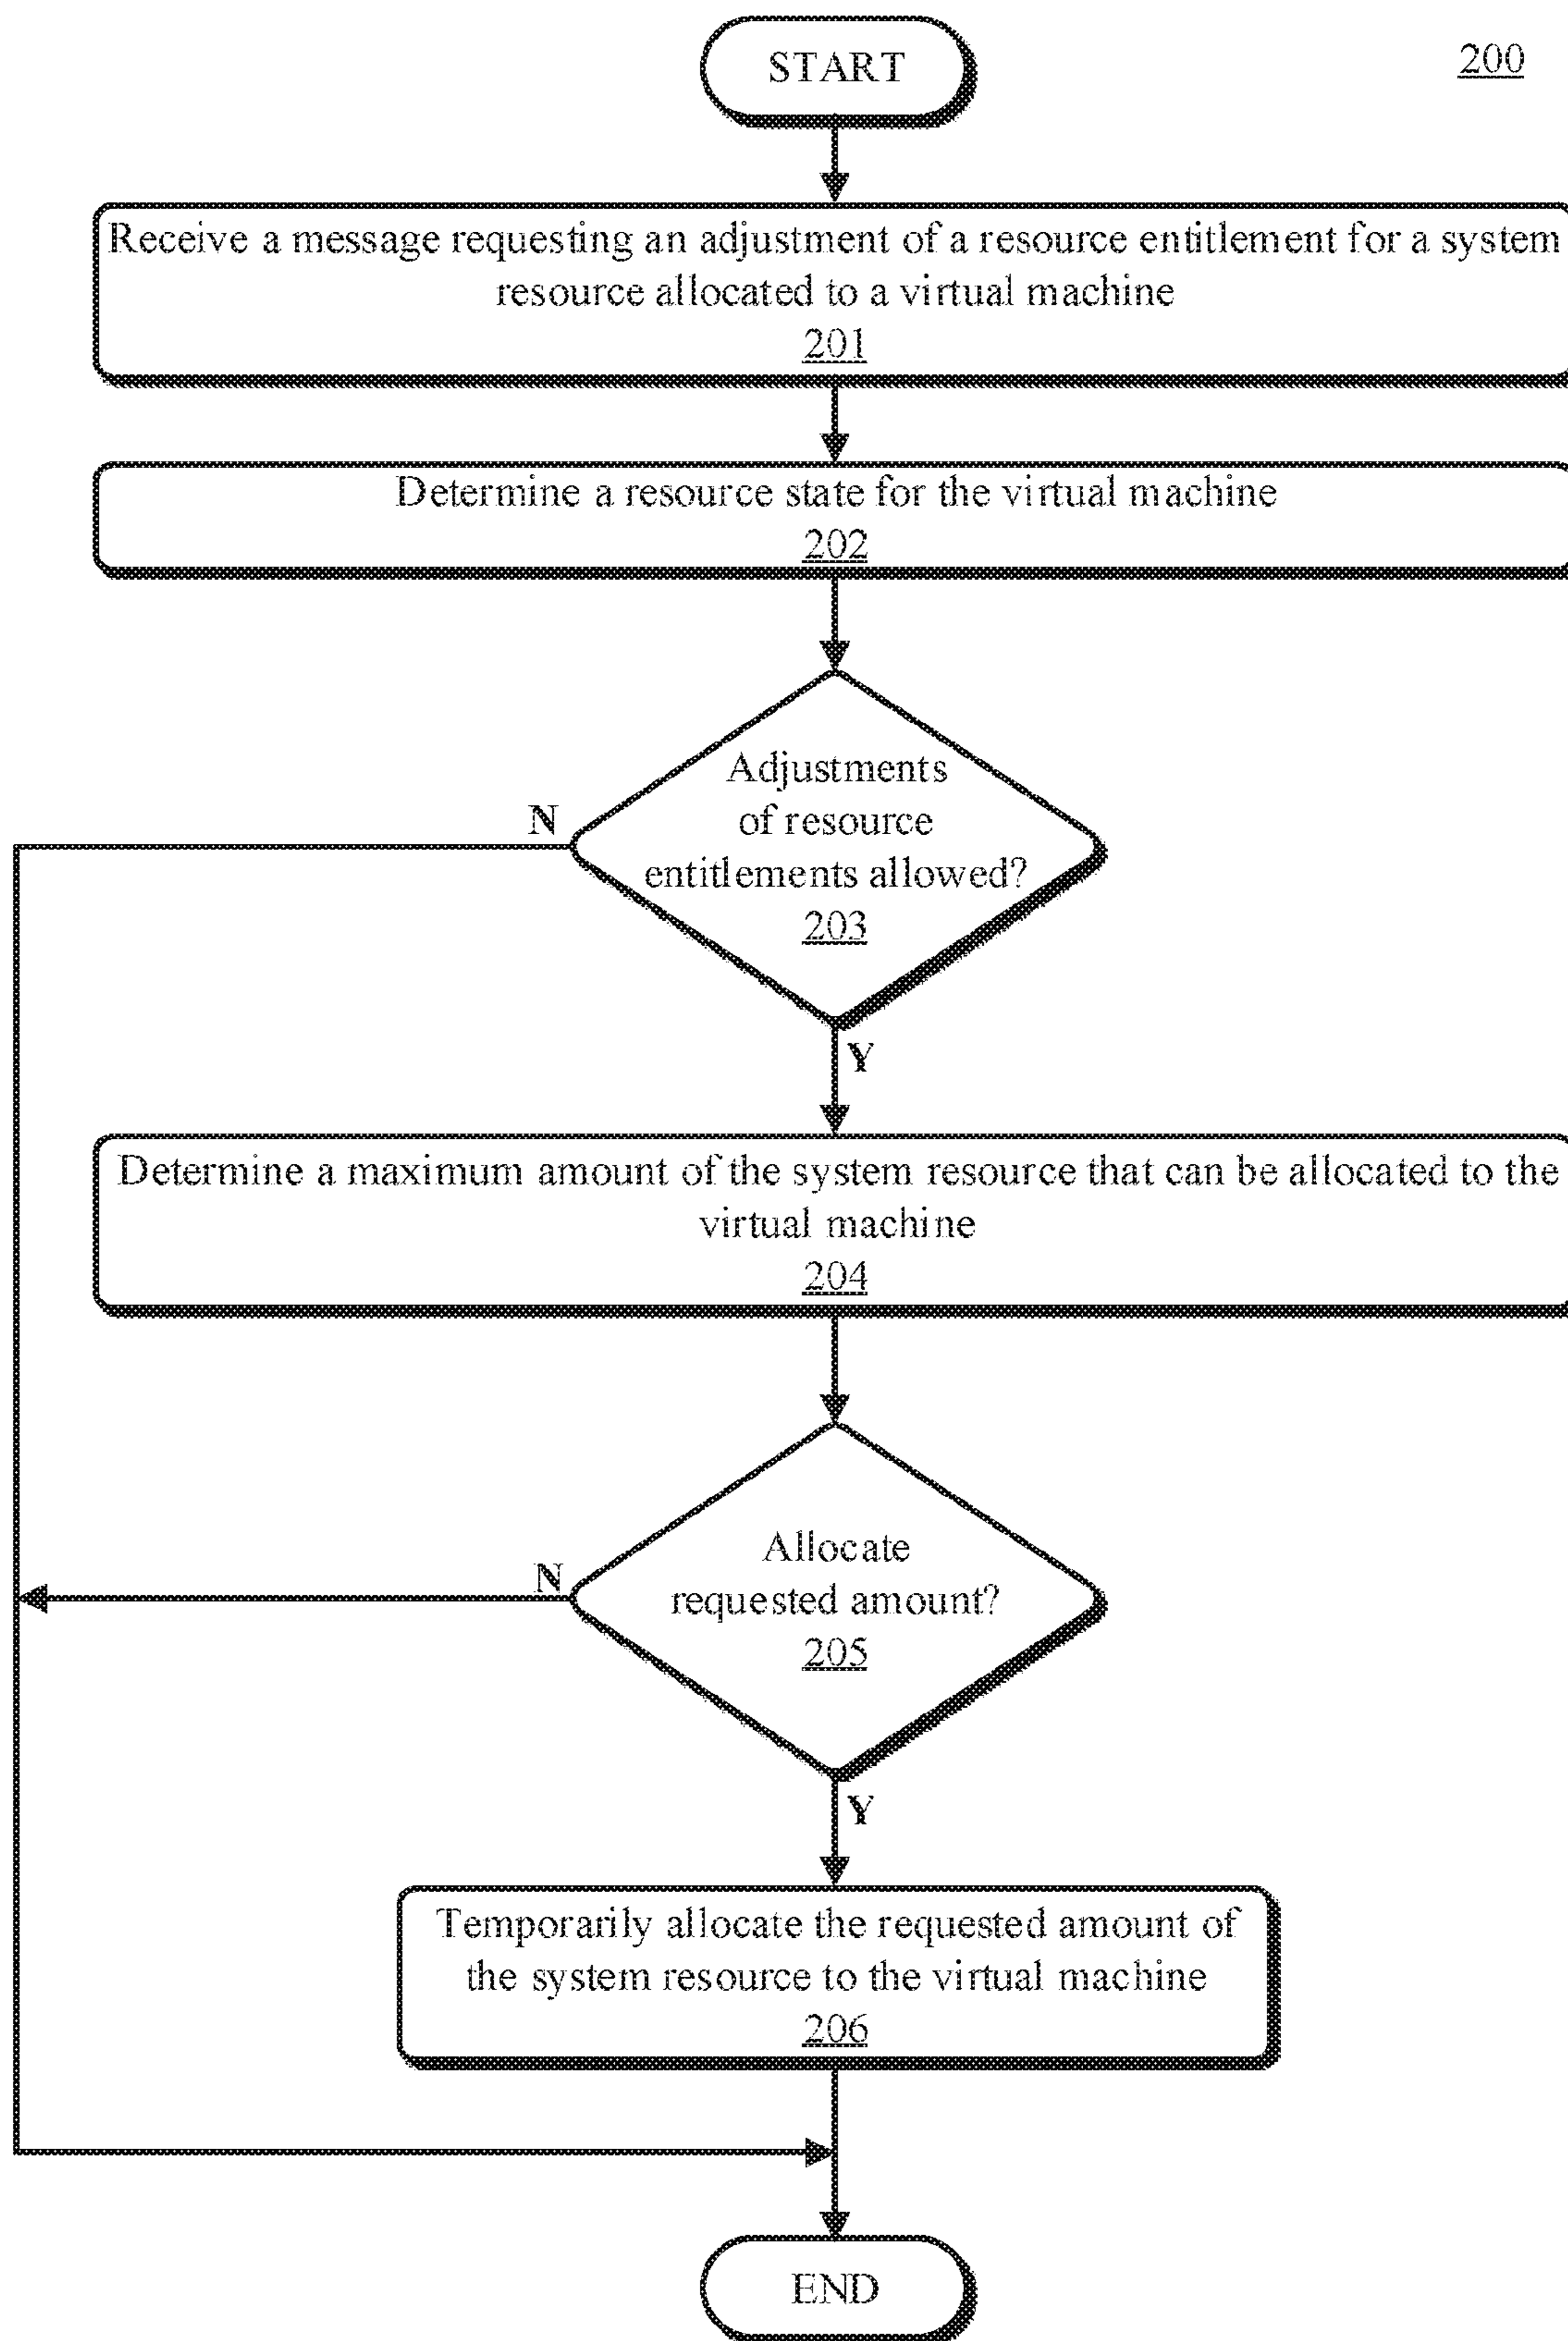 START
200
Receive a message requesting an adjustment of a resource entitlement for a system
resource allocated to a virtual machine
201
Determine a resource state for the virtual machine
202
Adjustments
of resource
entitlements allowed?
203
N
Y
Determine a maximum amount of the system resource that can be allocated to the
virtual machine
204
Allocate
requested amount?
205
N
Y
Temporarily allocate the requested amount of
the system resource to the virtual machine
206
END